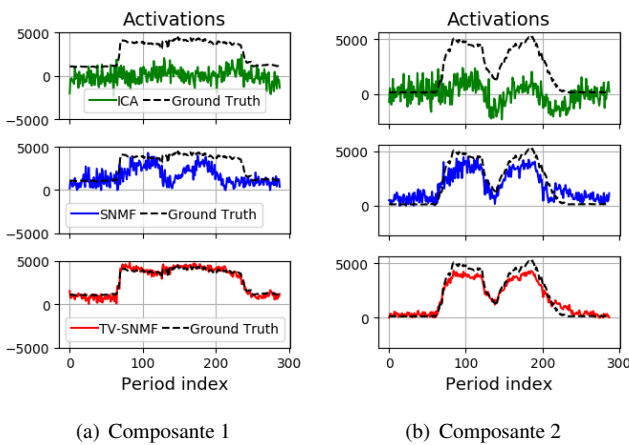 Activations
5000
0
−5000
ICA
Ground Truth
5000
0
−5000
SNMF
Ground Truth
5000
0
−5000
TV-SNMF
Ground Truth
0
100
200
300
Period index
(a) Composante 1
Activations
5000
0
5000
0
5000
0
0
100
200
300
Period index
(b) Composante 2